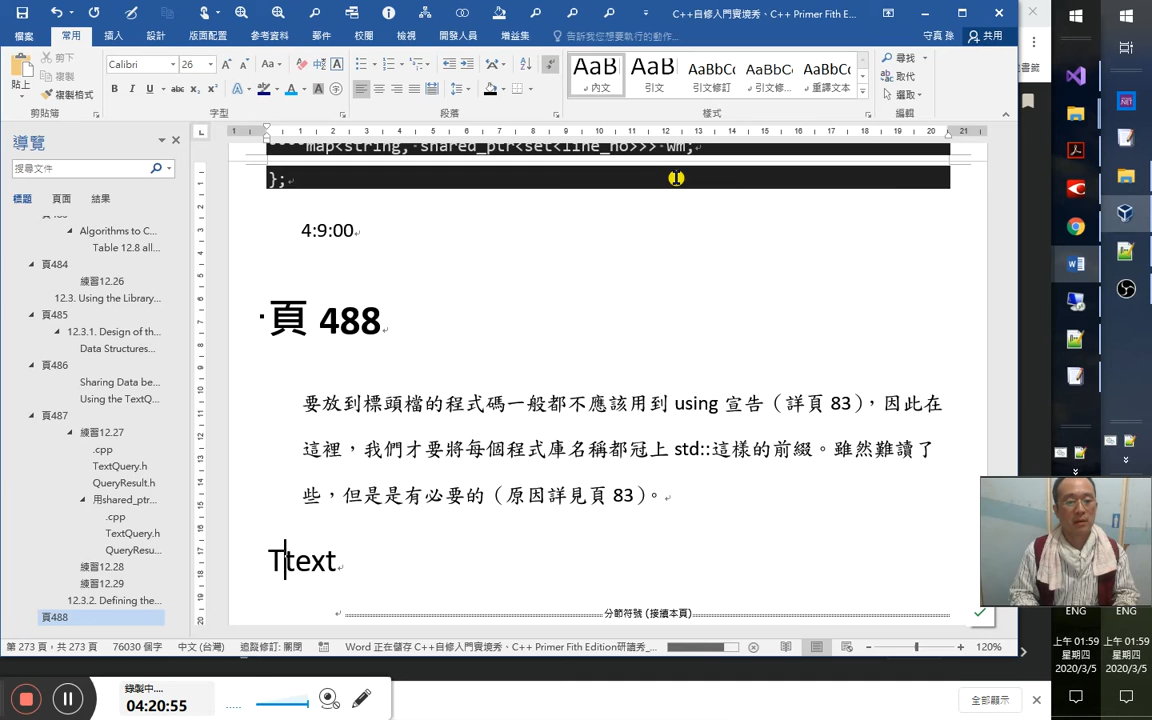 C++自修入門實境秀、C++ Primer Fith E...
檔案 常用 插入 設計 版面配置 參考資料 郵件 校閱 檢視 開發人員 增益集 告訴我您想要執行的動作... 守真 孫 共用
貼上 剪下 複製 複製格式
Calibri 26
AaB AaB AaBbC AaBbC AaBbC
內文 引文 引文修訂 引文修... 重譯文本
尋找 取代 選取
剪貼簿 字型 段落 樣式 編輯
導覽
搜尋文件
標題 頁面 結果
Algorithms to C...
Table 12.8 all...
頁484
練習12.26
12.3. Using the Library...
頁485
12.3.1. Design of th...
Data Structures...
頁486
Sharing Data be...
Using the TextQ...
頁487
練習12.27
.cpp
TextQuery.h
QueryResult.h
用shared_ptr...
.cpp
TextQuery.h
QueryResu...
練習12.28
練習12.29
12.3.2. Defining the...
頁488
map<string, shared_ptr<set<line_no>>> wm;
};
4:9:00
頁 488
要放到標頭檔的程式碼一般都不應該用到 using 宣告（詳頁 83），因此在
這裡，我們才要將每個程式庫名稱都冠上 std::這樣的前綴。雖然難讀了
些，但是是有必要的（原因詳見頁 83）。
Ttext
分節符號 (接續本頁)
第 273 頁，共 273 頁 76030 個字 中文 (台灣) 追蹤修訂: 關閉 Word 正在儲存 C++自修入門實境秀、C++ Primer Fith Edition研讀秀_... 120%
錄製中....
04:20:55
全部顯示
ENG ENG
上午 01:59 上午 01:59
星期四 星期四
2020/3/5 2020/3/5